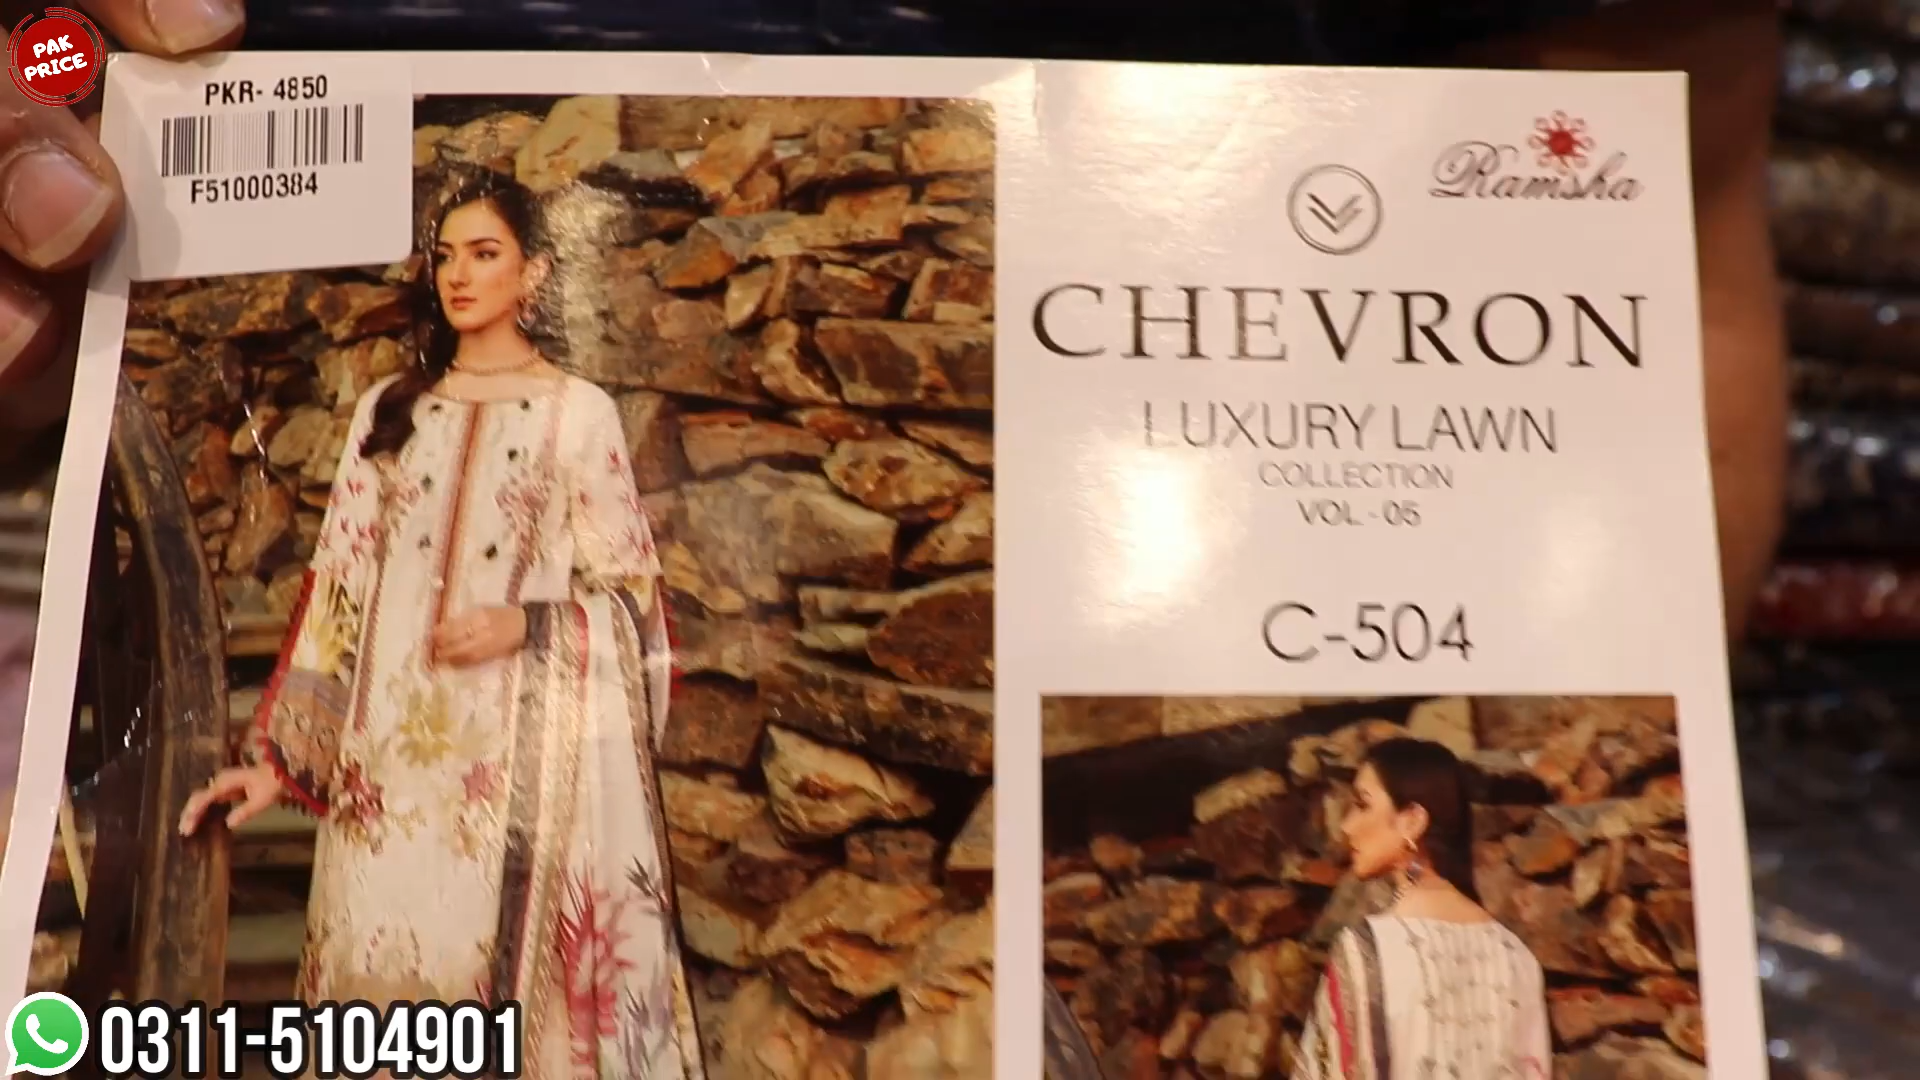 PAK
PRICE
PKR- 4850
F51000384
Ramsha
CHEVRON
LUXURY LAWN
COLLECTION
VOL-05
C-504
0311-5104901